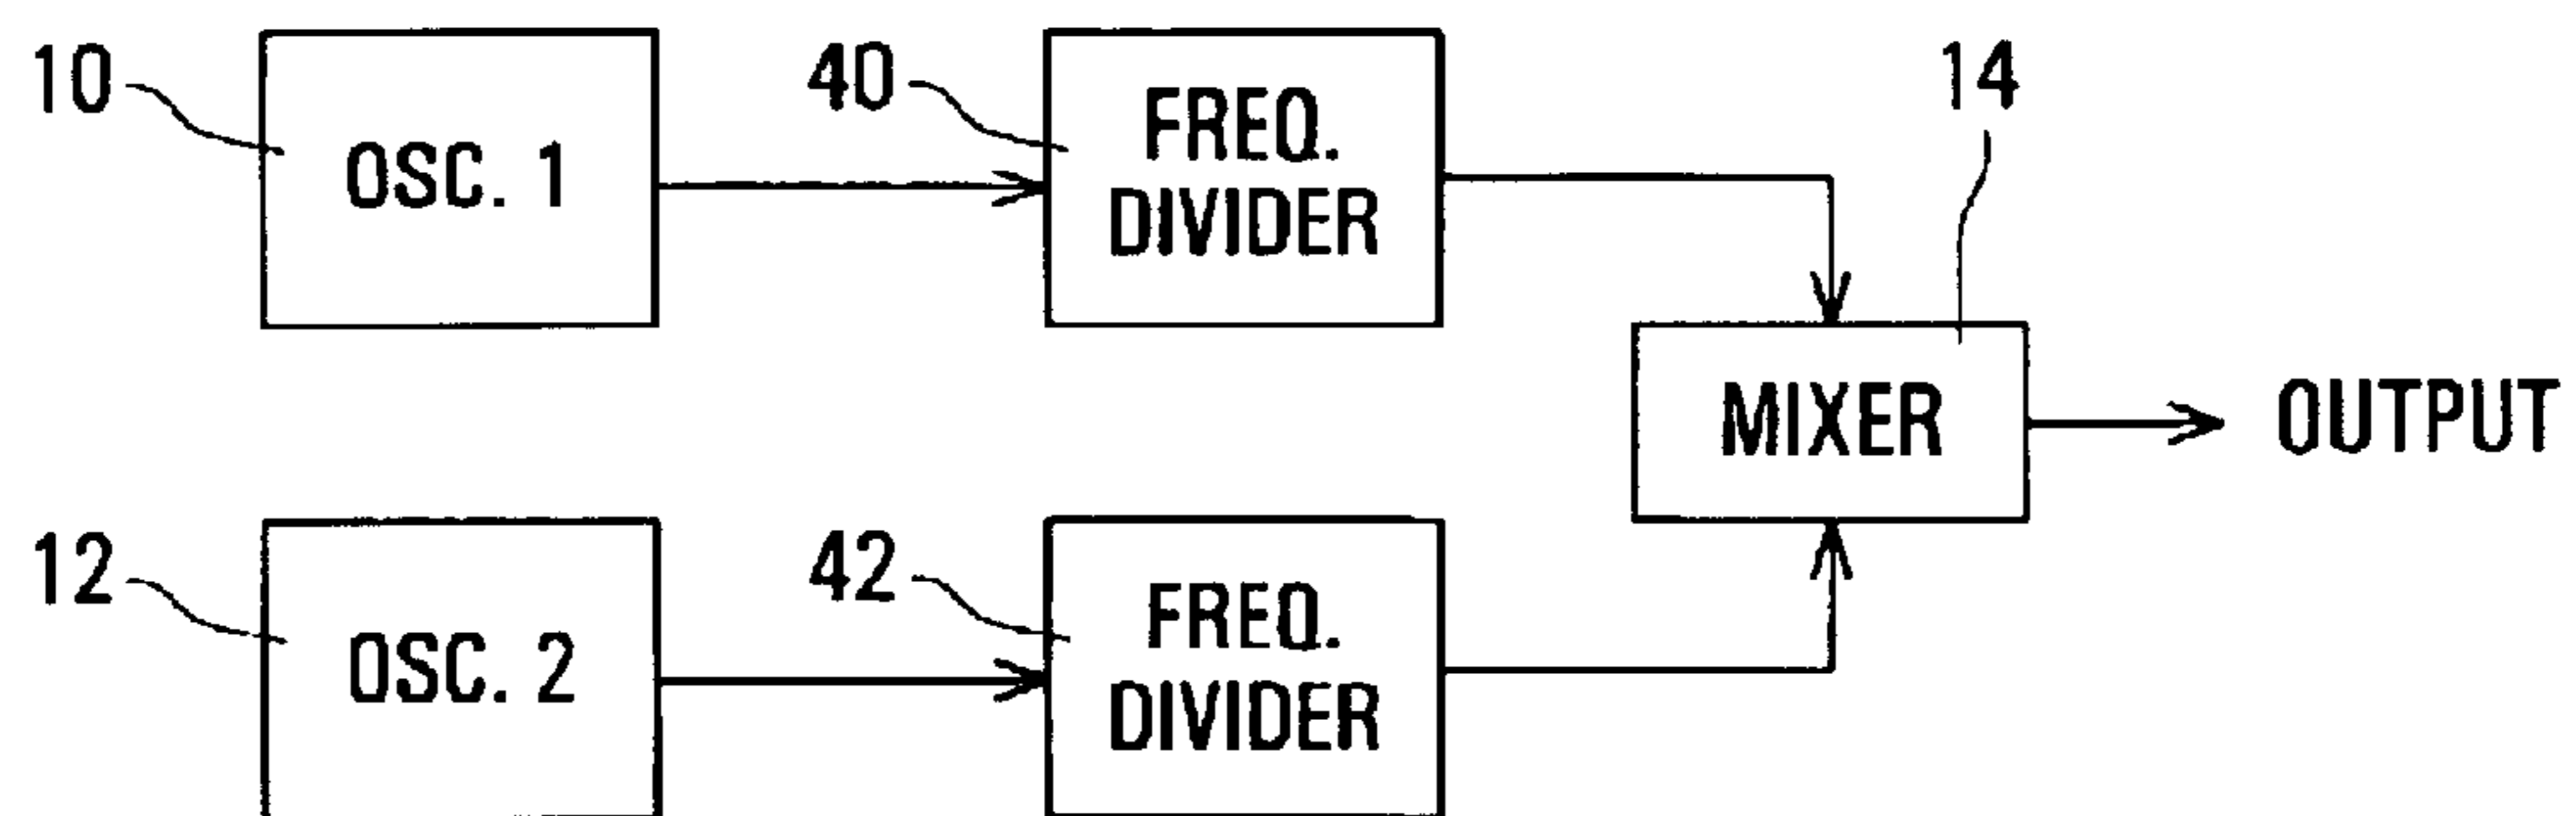 10
OSC. 1
40
FREQ.
DIVIDER
14
MIXER
OUTPUT
12
OSC. 2
42
FREQ.
DIVIDER